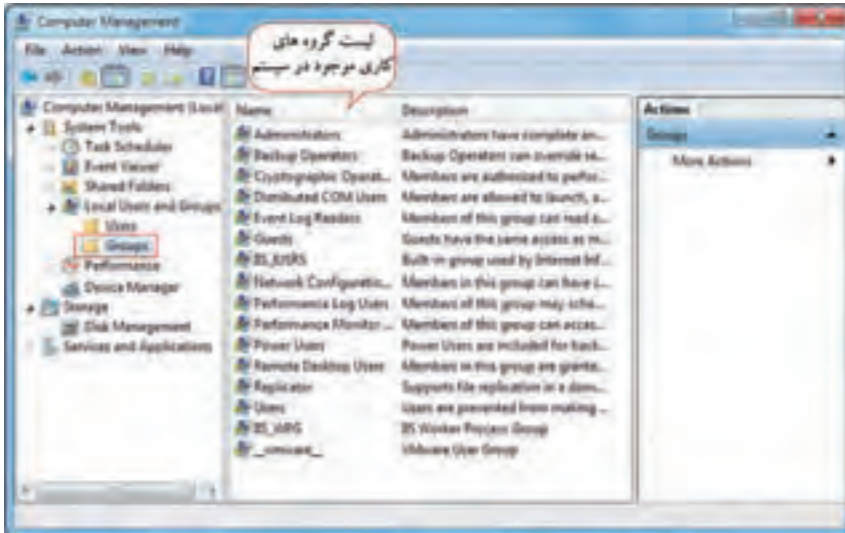 Computer Management
File Action View Help
لیست گروه های
کاری موجود در سیستم
Computer Management (Local
System Tools
Task Scheduler
Event Viewer
Shared Folders
Local Users and Groups
Users
Groups
Performance
Device Manager
Storage
Disk Management
Services and Applications
Name Description
Administrators Administrators have complete an...
Backup Operators Backup Operators can override se...
Cryptographic Operat... Members are authorized to perfor...
Distributed COM Users Members are allowed to launch, a...
Event Log Readers Members of this group can read e...
Guests Guests have the same access as m...
IIS_IUSRS Built-in group used by Internet Inf...
Network Configuratio... Members in this group can have s...
Performance Log Users Members of this group may sche...
Performance Monitor ... Members of this group can acces...
Power Users Power Users are included for back...
Remote Desktop Users Members in this group are grante...
Replicator Supports file replication in a dom...
Users Users are prevented from making ...
IIS_WPG IIS Worker Process Group
__vmware__ VMware User Group
Actions
Groups
More Actions